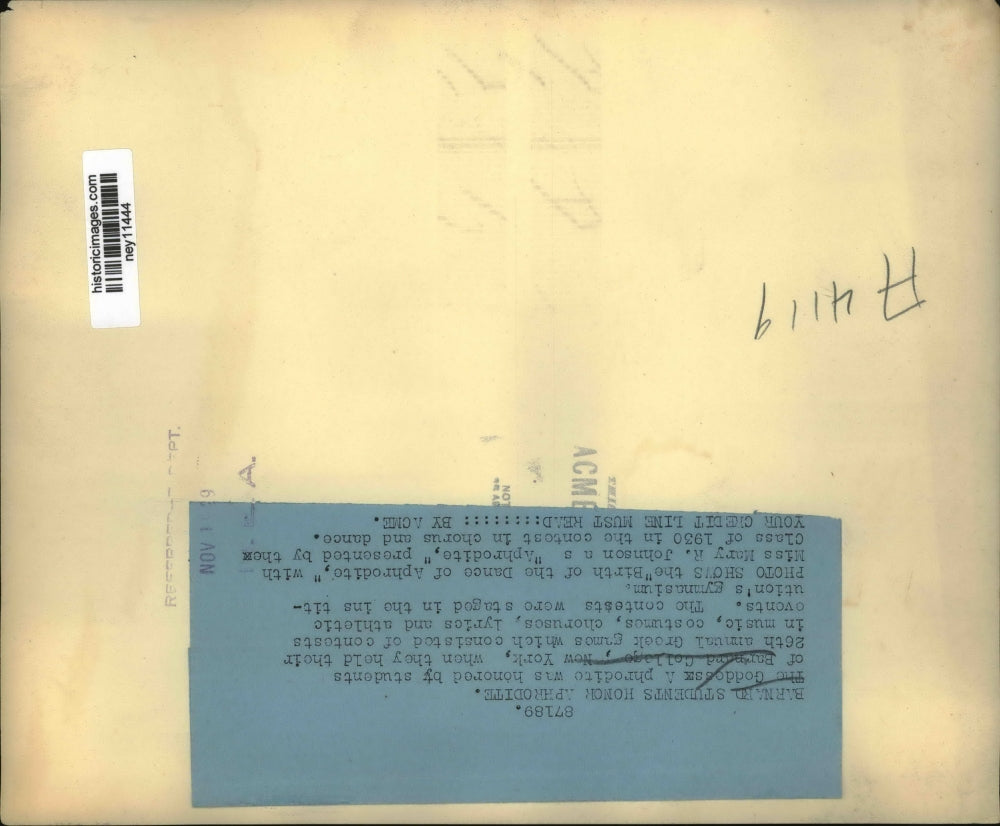 historicimages.com
ney11444
A 4119
ACME
NOV
A.
87189.
BARNARD STUDENTS HONOR APHRODITE.
The Goddess A phrodite was honored by students
of Barnard College, New York, when they held their
26th annual Greek games which consisted of contests
in music, costumes, choruses, lyrics and athletic
events. The contests were staged in the ins tit-
ution's gymnasium.
PHOTO SHOWS the "Birth of the Dance of Aphrodite," with
Miss Mary R. Johnson a s "Aphrodite," presented by thex
Class of 1930 in the contest in chorus and dance.
YOUR CREDIT LINE MUST READ:::::::: BY ACME.